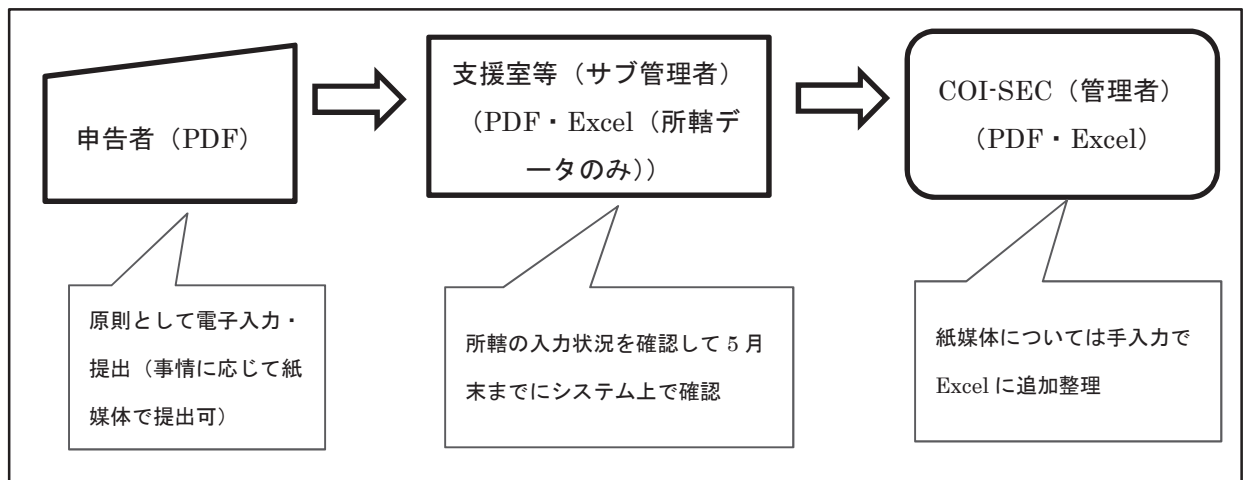 申告者（PDF）
支援室等（サブ管理者）
（PDF・Excel（所轄デ
ータのみ））
COI-SEC（管理者）
（PDF・Excel）
原則として電子入力・
提出（事情に応じて紙
媒体で提出可）
所轄の入力状況を確認して 5 月
末までにシステム上で確認
紙媒体については手入力で
Excel に追加整理